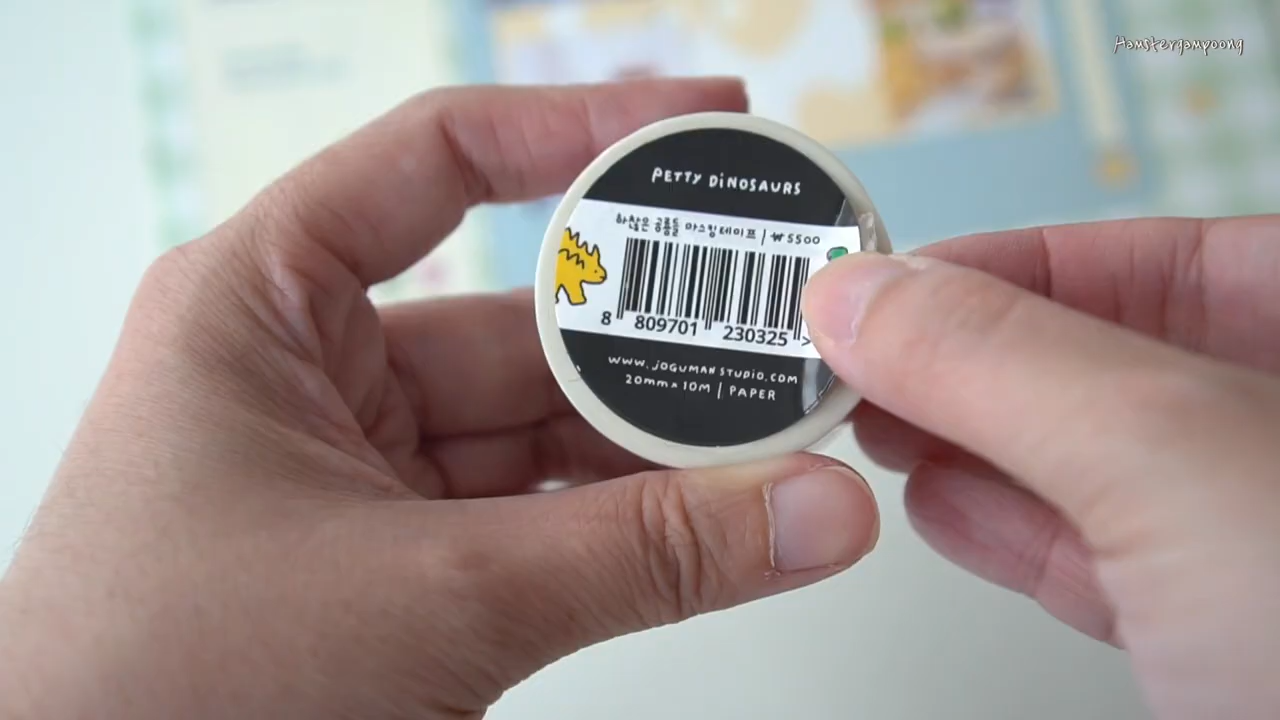 Hamstergampoong
PETTY DINOSAURS
하찮은 공룡들 마스킹테이프 | ₩5500
8 809701 230325 >
WWW.JOGUMANSTUDIO.COM
20mm x 10M | PAPER